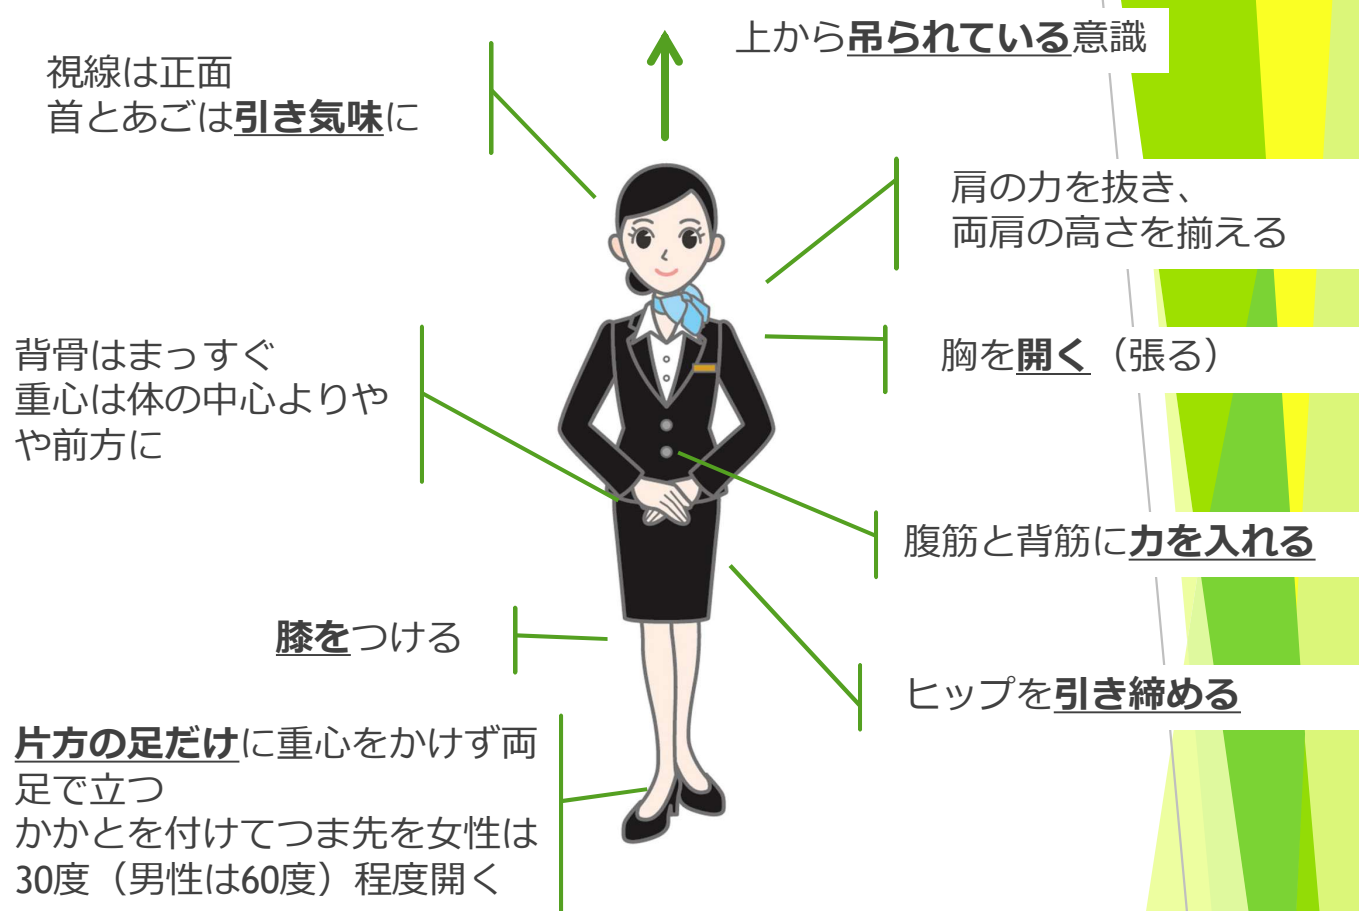 上から吊られている意識
視線は正面
首とあごは引き気味に
肩の力を抜き、
両肩の高さを揃える
背骨はまっすぐ
重心は体の中心よりや
や前方に
胸を開く（張る）
腹筋と背筋に力を入れる
膝をつける
ヒップを引き締める
片方の足だけに重心をかけず両
足で立つ
かかとを付けてつま先を女性は
30度（男性は60度）程度開く